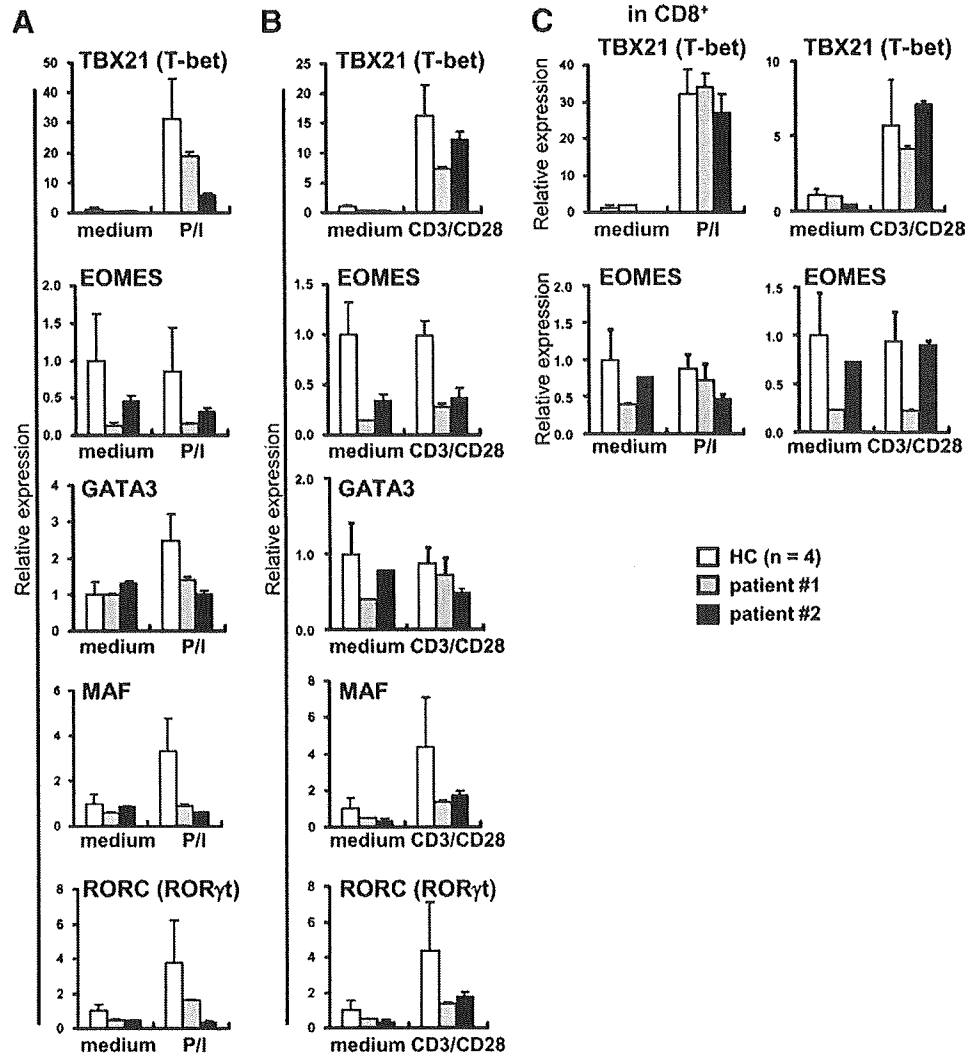 A
TBX21 (T-bet)
50
40
30
20
10
0
medium P/I
EOMES
2.0
1.5
1.0
0.5
0.0
medium P/I
GATA3
4
3
2
1
0
medium P/I
MAF
6
4
2
0
medium P/I
RORC (RORγt)
8
6
4
2
0
medium P/I
Relative expression
B
TBX21 (T-bet)
25
20
15
10
5
0
medium CD3/CD28
EOMES
1.5
1.0
0.5
0.0
medium CD3/CD28
GATA3
2.0
1.0
0.0
medium CD3/CD28
MAF
8
6
4
2
0
medium CD3/CD28
RORC (RORγt)
8
6
4
2
0
medium CD3/CD28
Relative expression
C
in CD8⁺
TBX21 (T-bet)
Relative expression
40
30
20
10
0
medium P/I
TBX21 (T-bet)
10
5
0
medium CD3/CD28
EOMES
Relative expression
2.0
1.5
1.0
0.5
0.0
medium P/I
EOMES
1.5
1.0
0.5
0.0
medium CD3/CD28
HC (n = 4)
patient #1
patient #2